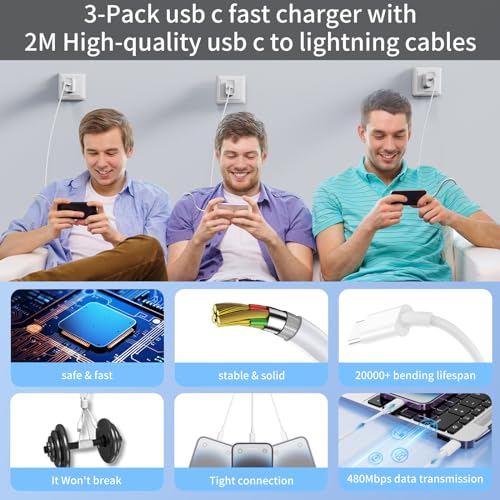 3-Pack usb c fast charger with
2M High-quality usb c to lightning cables
safe & fast
stable & solid
20000+ bending lifespan
It Won't break
Tight connection
480Mbps data transmission